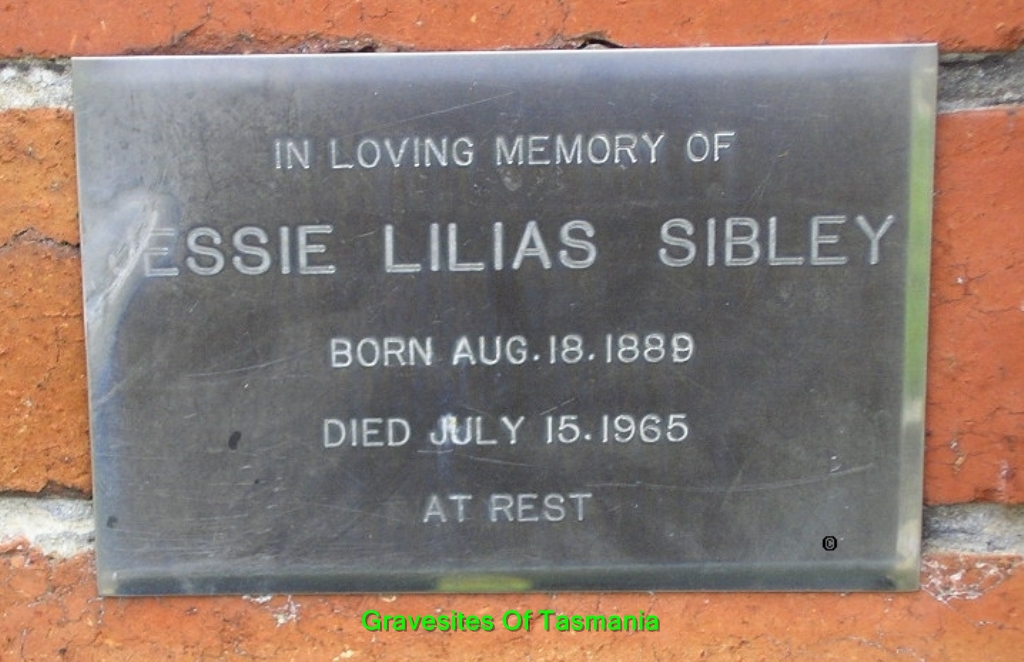 IN LOVING MEMORY OF
JESSIE LILIAS SIBLEY
BORN AUG. 18. 1889
DIED JULY 15. 1965
AT REST
©
Gravesites Of Tasmania